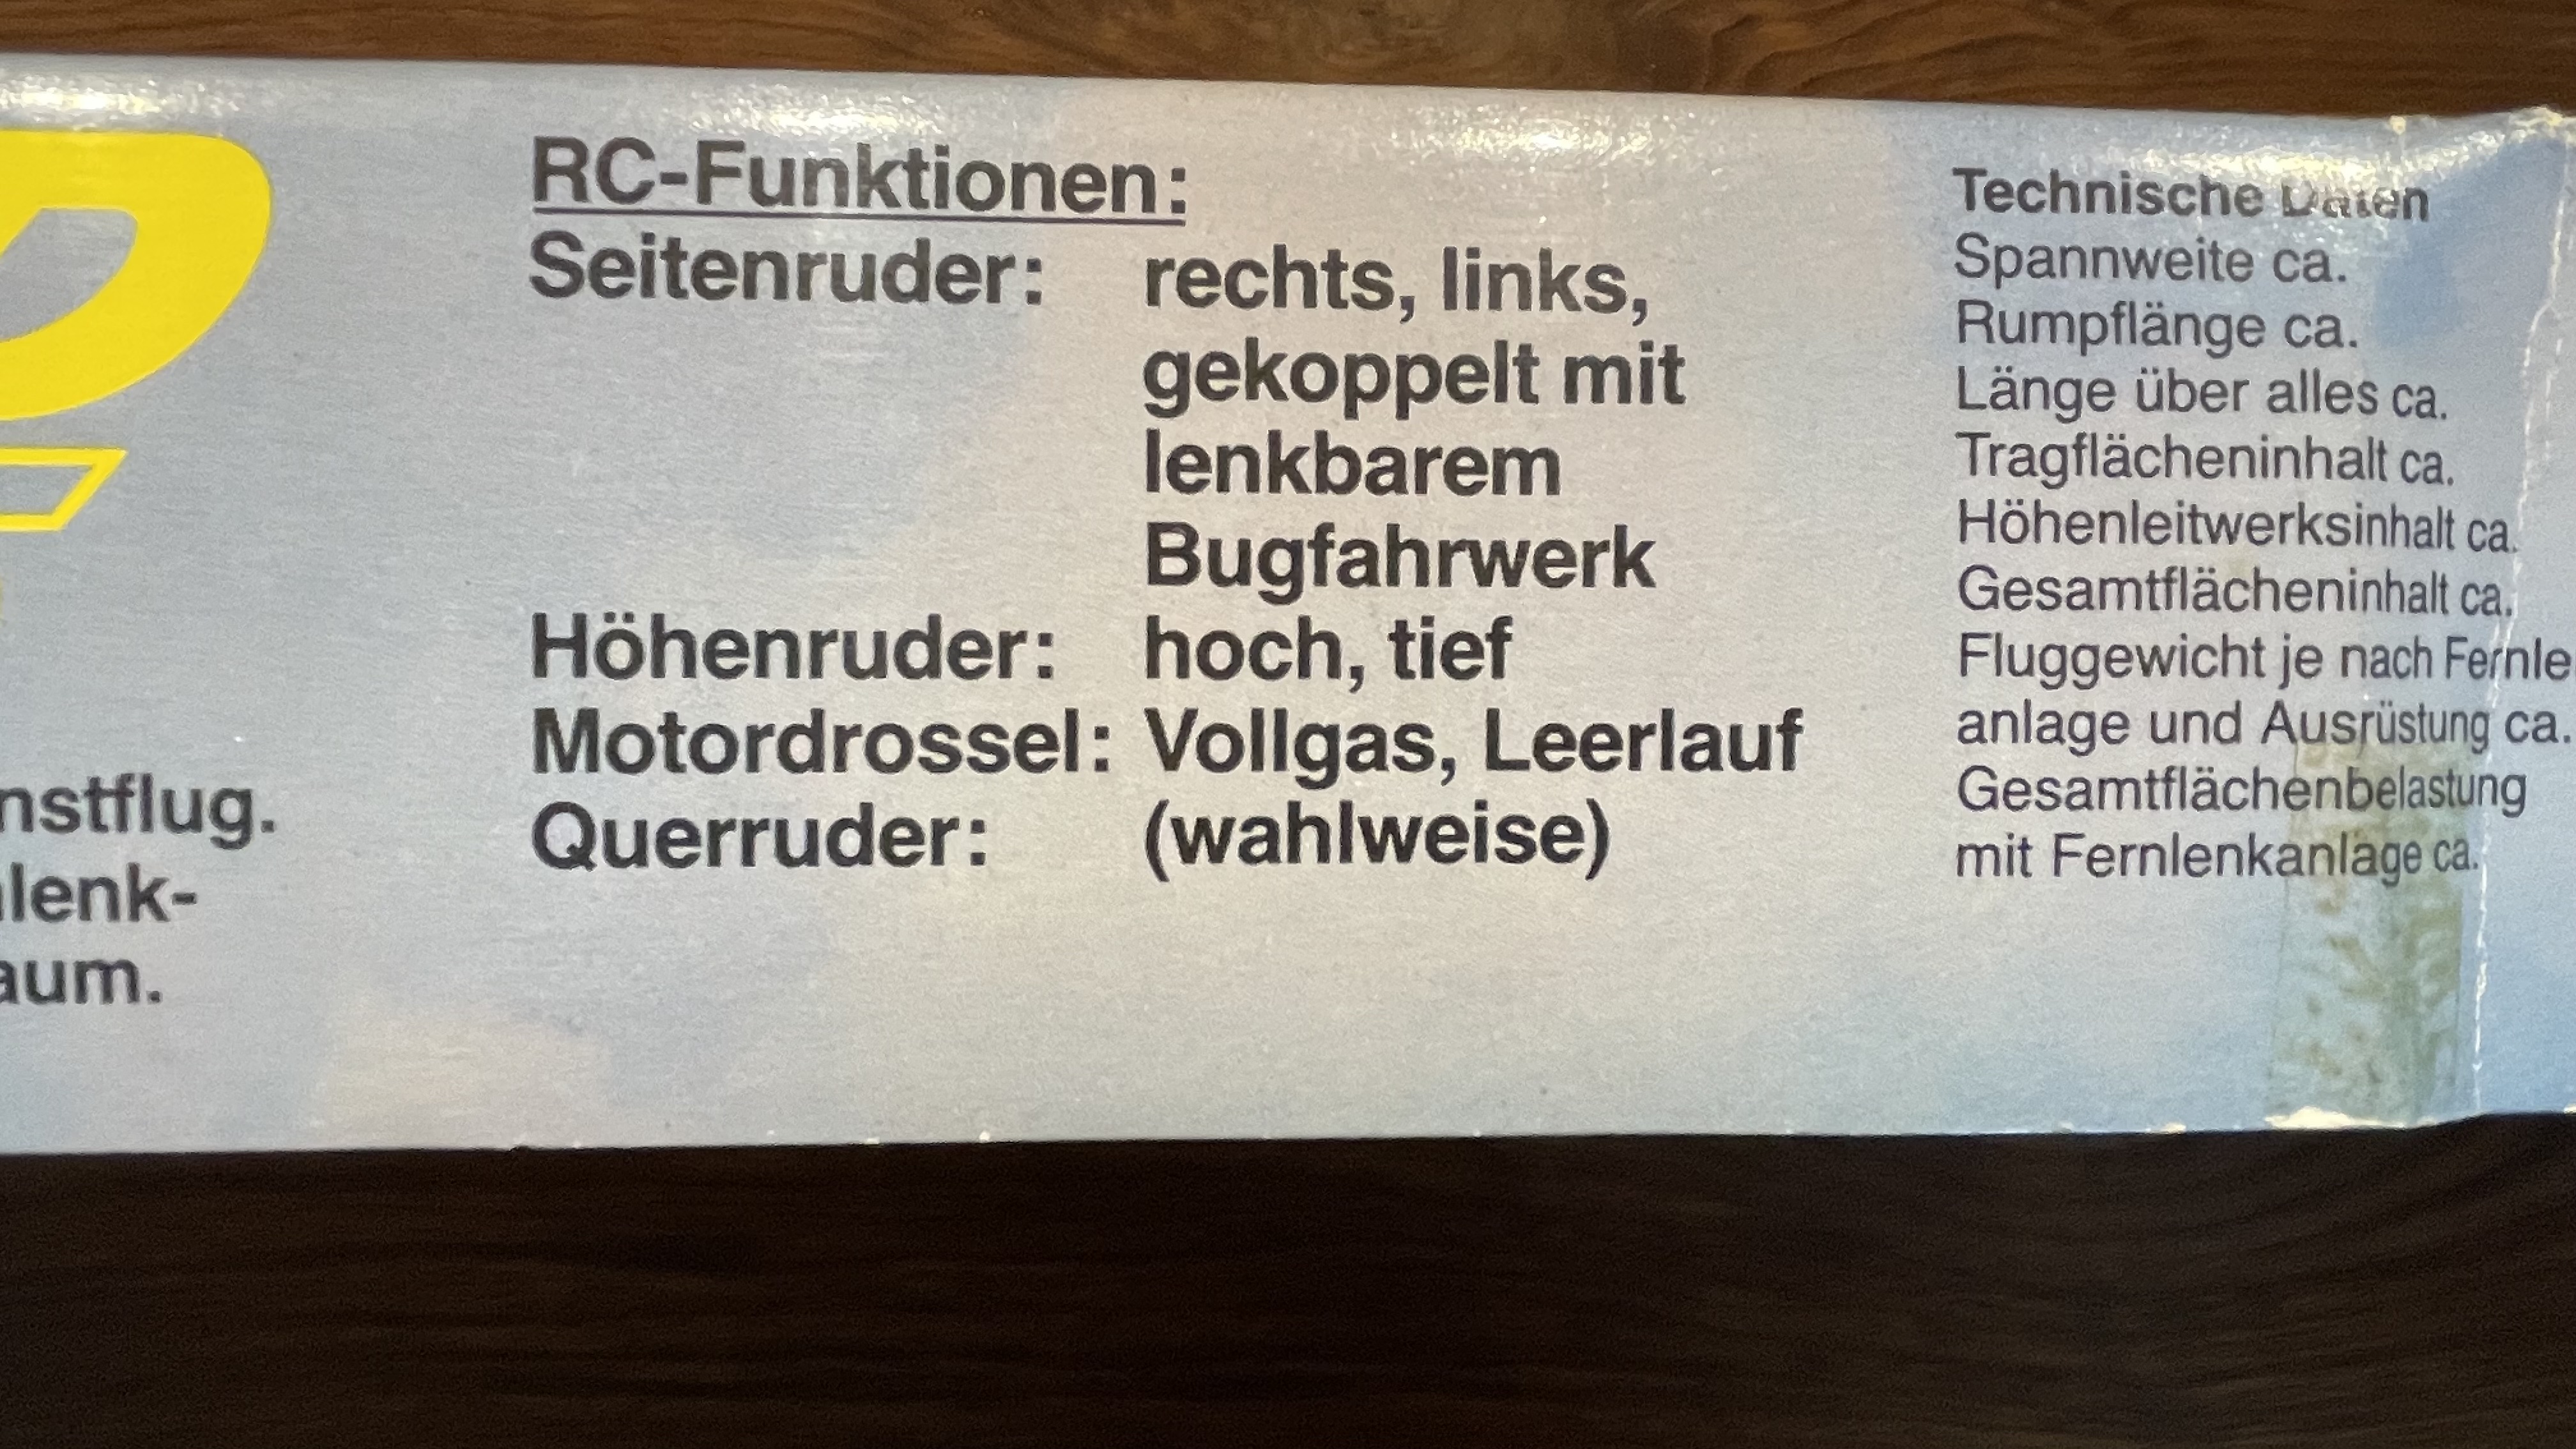 nstflug.
lenk-
aum.
RC-Funktionen:
Seitenruder: rechts, links,
gekoppelt mit
lenkbarem
Bugfahrwerk
Höhenruder: hoch, tief
Motordrossel: Vollgas, Leerlauf
Querruder: (wahlweise)
Technische Daten
Spannweite ca.
Rumpflänge ca.
Länge über alles ca.
Tragflächeninhalt ca.
Höhenleitwerksinhalt ca.
Gesamtflächeninhalt ca.
Fluggewicht je nach Fernle
anlage und Ausrüstung ca.
Gesamtflächenbelastung
mit Fernlenkanlage ca.